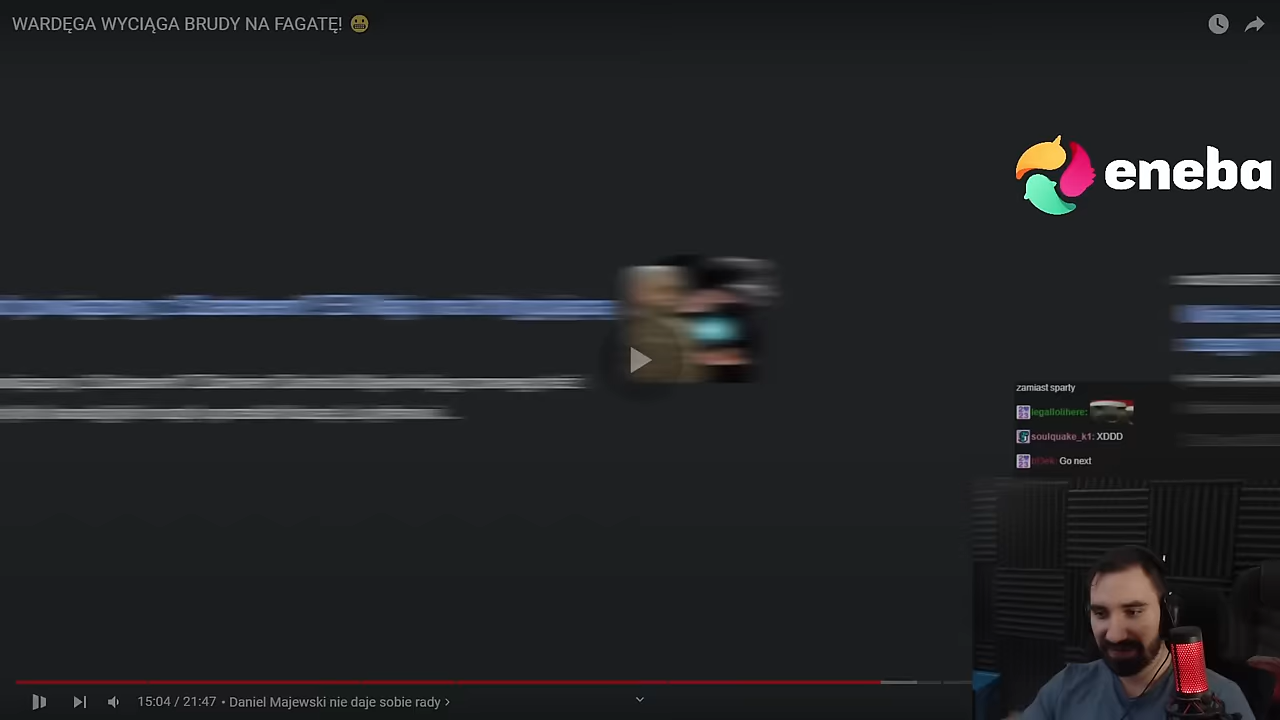 WARDĘGA WYCIĄGA BRUDY NA FAGATĘ! 😬
eneba
zamiast sparty
legallolihere:
soulquake_k1: XDDD
Go next
15:04 / 21:47 • Daniel Majewski nie daje sobie rady ›